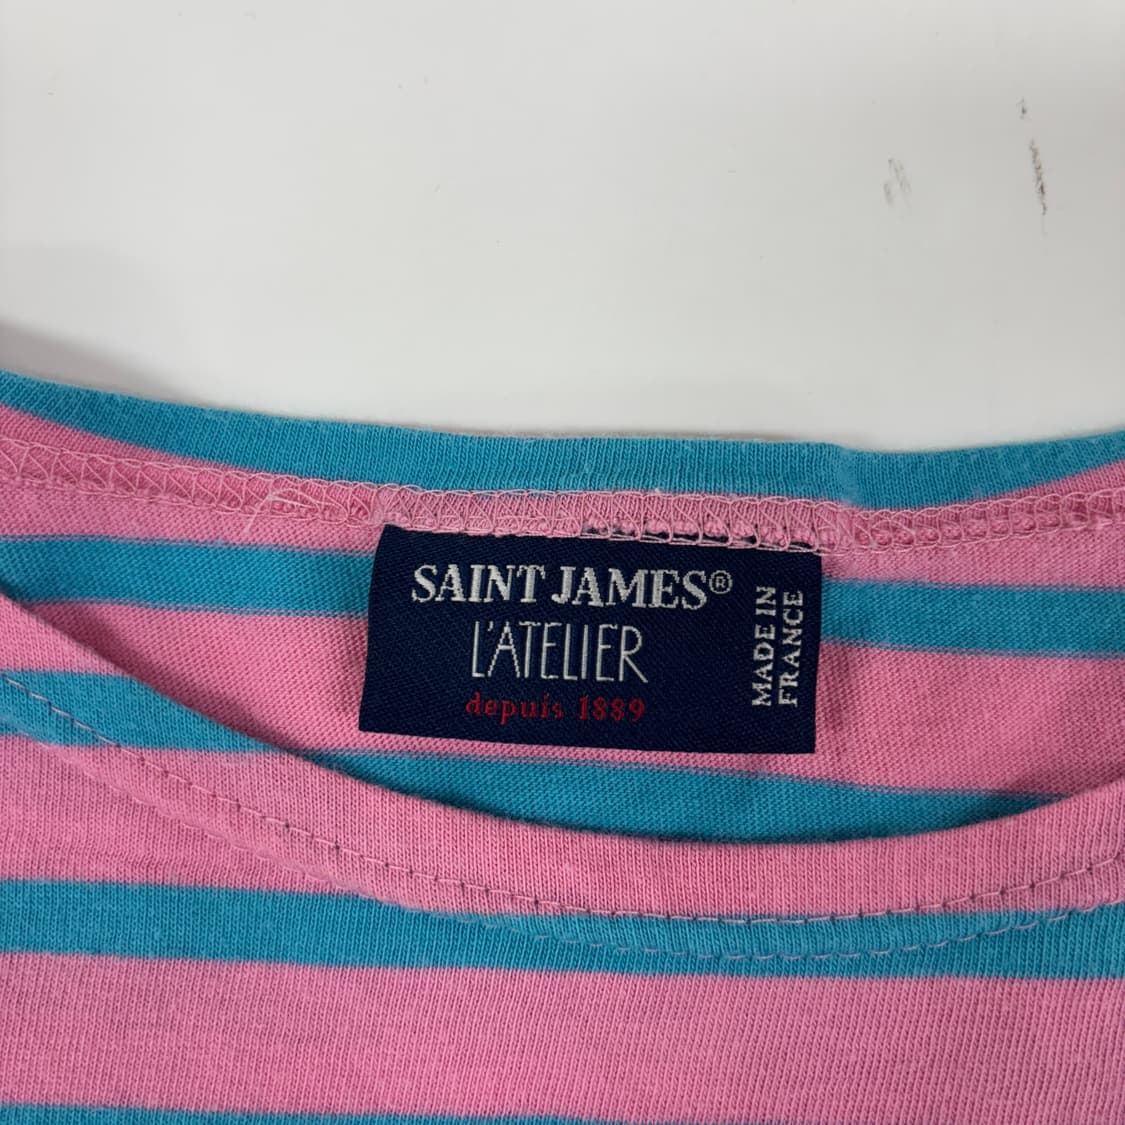 SAINT JAMES®
L'ATELIER
depuis 1889
MADE IN
FRANCE